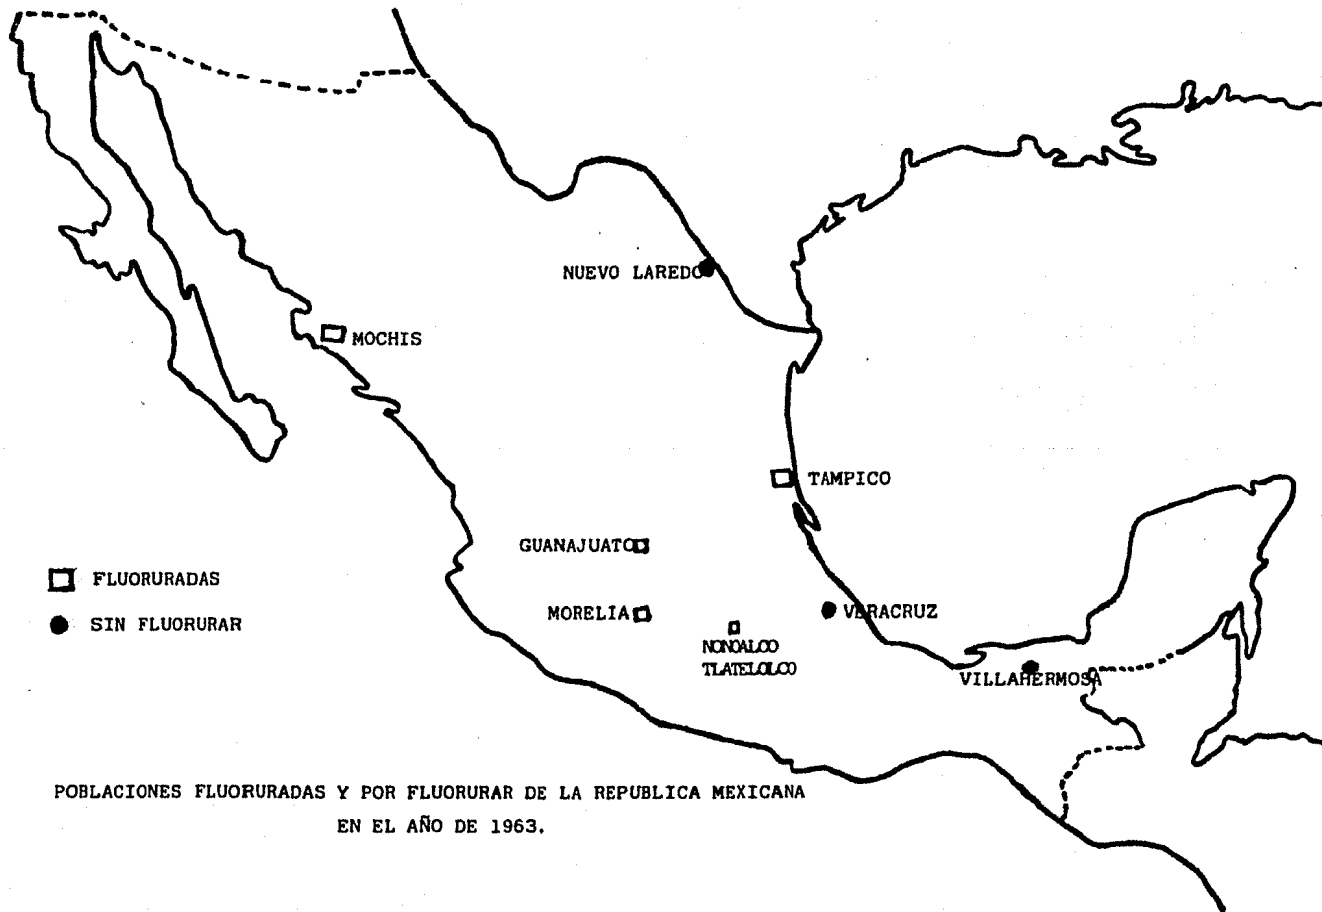 NUEVO LAREDO
MOCHIS
TAMPICO
GUANAJUATO
FLUORURADAS
MORELIA
VERACRUZ
SIN FLUORURAR
NONOALCO
TLATELOLCO
VILLAHERMOSA
POBLACIONES FLUORURADAS Y POR FLUORURAR DE LA REPUBLICA MEXICANA
EN EL AÑO DE 1963.